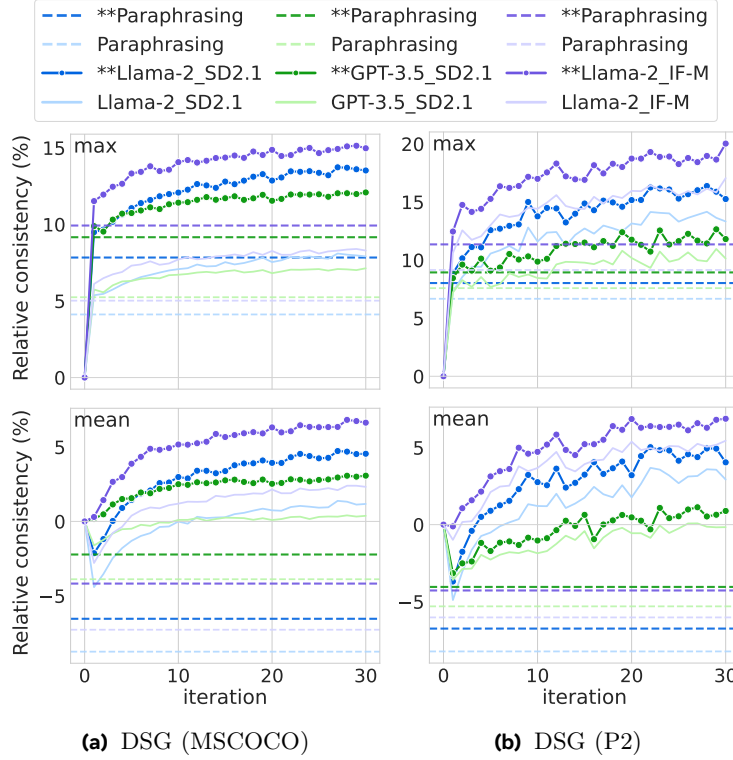 **Paraphrasing **Paraphrasing **Paraphrasing
Paraphrasing Paraphrasing Paraphrasing
**Llama-2_SD2.1 **GPT-3.5_SD2.1 **Llama-2_IF-M
Llama-2_SD2.1 GPT-3.5_SD2.1 Llama-2_IF-M
Relative consistency (%)
max
15
10
5
0
max
20
15
10
5
0
Relative consistency (%)
mean
5
0
−5
0 10 20 30
iteration
mean
5
0
−5
0 10 20 30
iteration
(a) DSG (MSCOCO)
(b) DSG (P2)